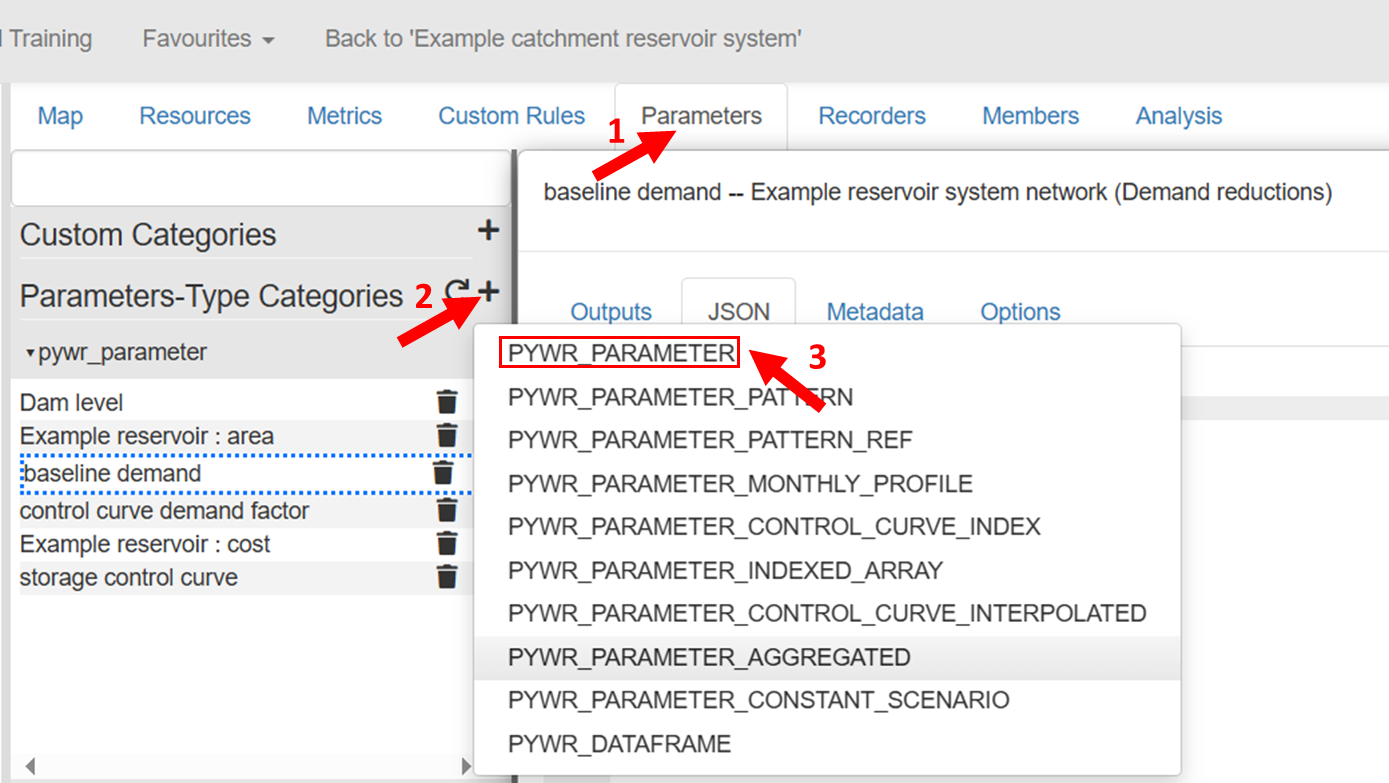 l Training Favourites Back to 'Example catchment reservoir system'
Map Resources Metrics Custom Rules Parameters Recorders Members Analysis
1
baseline demand -- Example reservoir system network (Demand reductions)
Custom Categories
Parameters-Type Categories
2
Outputs JSON Metadata Options
pywr_parameter
Dam level
Example reservoir : area
baseline demand
control curve demand factor
Example reservoir : cost
storage control curve
PYWR_PARAMETER
3
PYWR_PARAMETER_PATTERN
PYWR_PARAMETER_PATTERN_REF
PYWR_PARAMETER_MONTHLY_PROFILE
PYWR_PARAMETER_CONTROL_CURVE_INDEX
PYWR_PARAMETER_INDEXED_ARRAY
PYWR_PARAMETER_CONTROL_CURVE_INTERPOLATED
PYWR_PARAMETER_AGGREGATED
PYWR_PARAMETER_CONSTANT_SCENARIO
PYWR_DATAFRAME